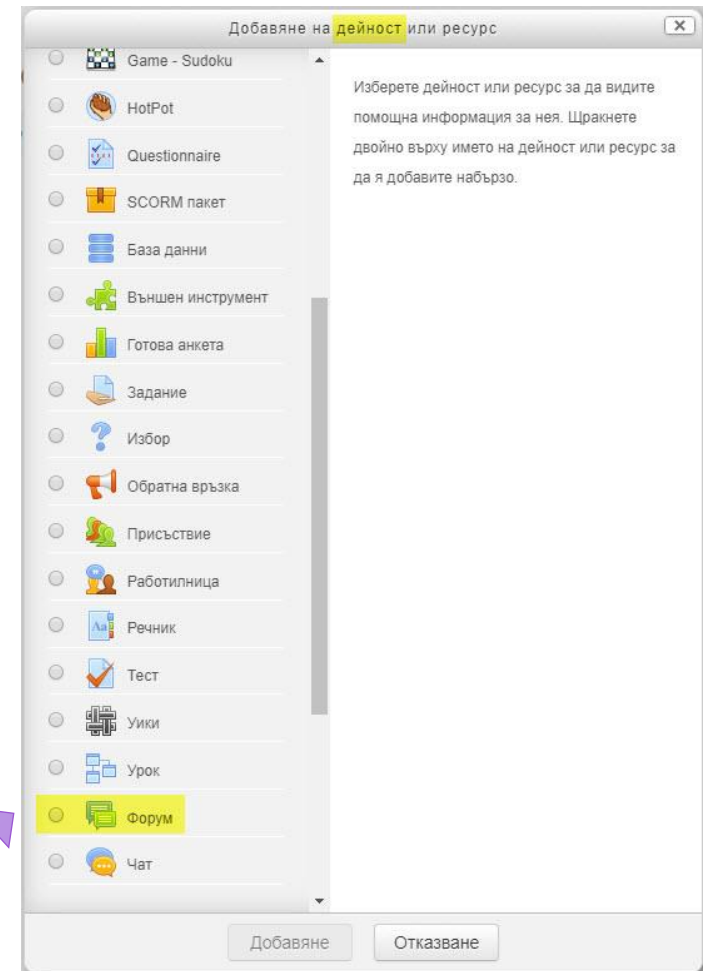 Добавяне на дейност или ресурс
Game - Sudoku
HotPot
Questionnaire
SCORM пакет
База данни
Външен инструмент
Готова анкета
Задание
Избор
Обратна връзка
Присъствие
Работилница
Aa
Речник
Тест
Уики
Урок
Форум
Чат
Изберете дейност или ресурс за да видите
помощна информация за нея. Щракнете
двойно върху името на дейност или ресурс за
да я добавите набързо.
Добавяне
Отказване